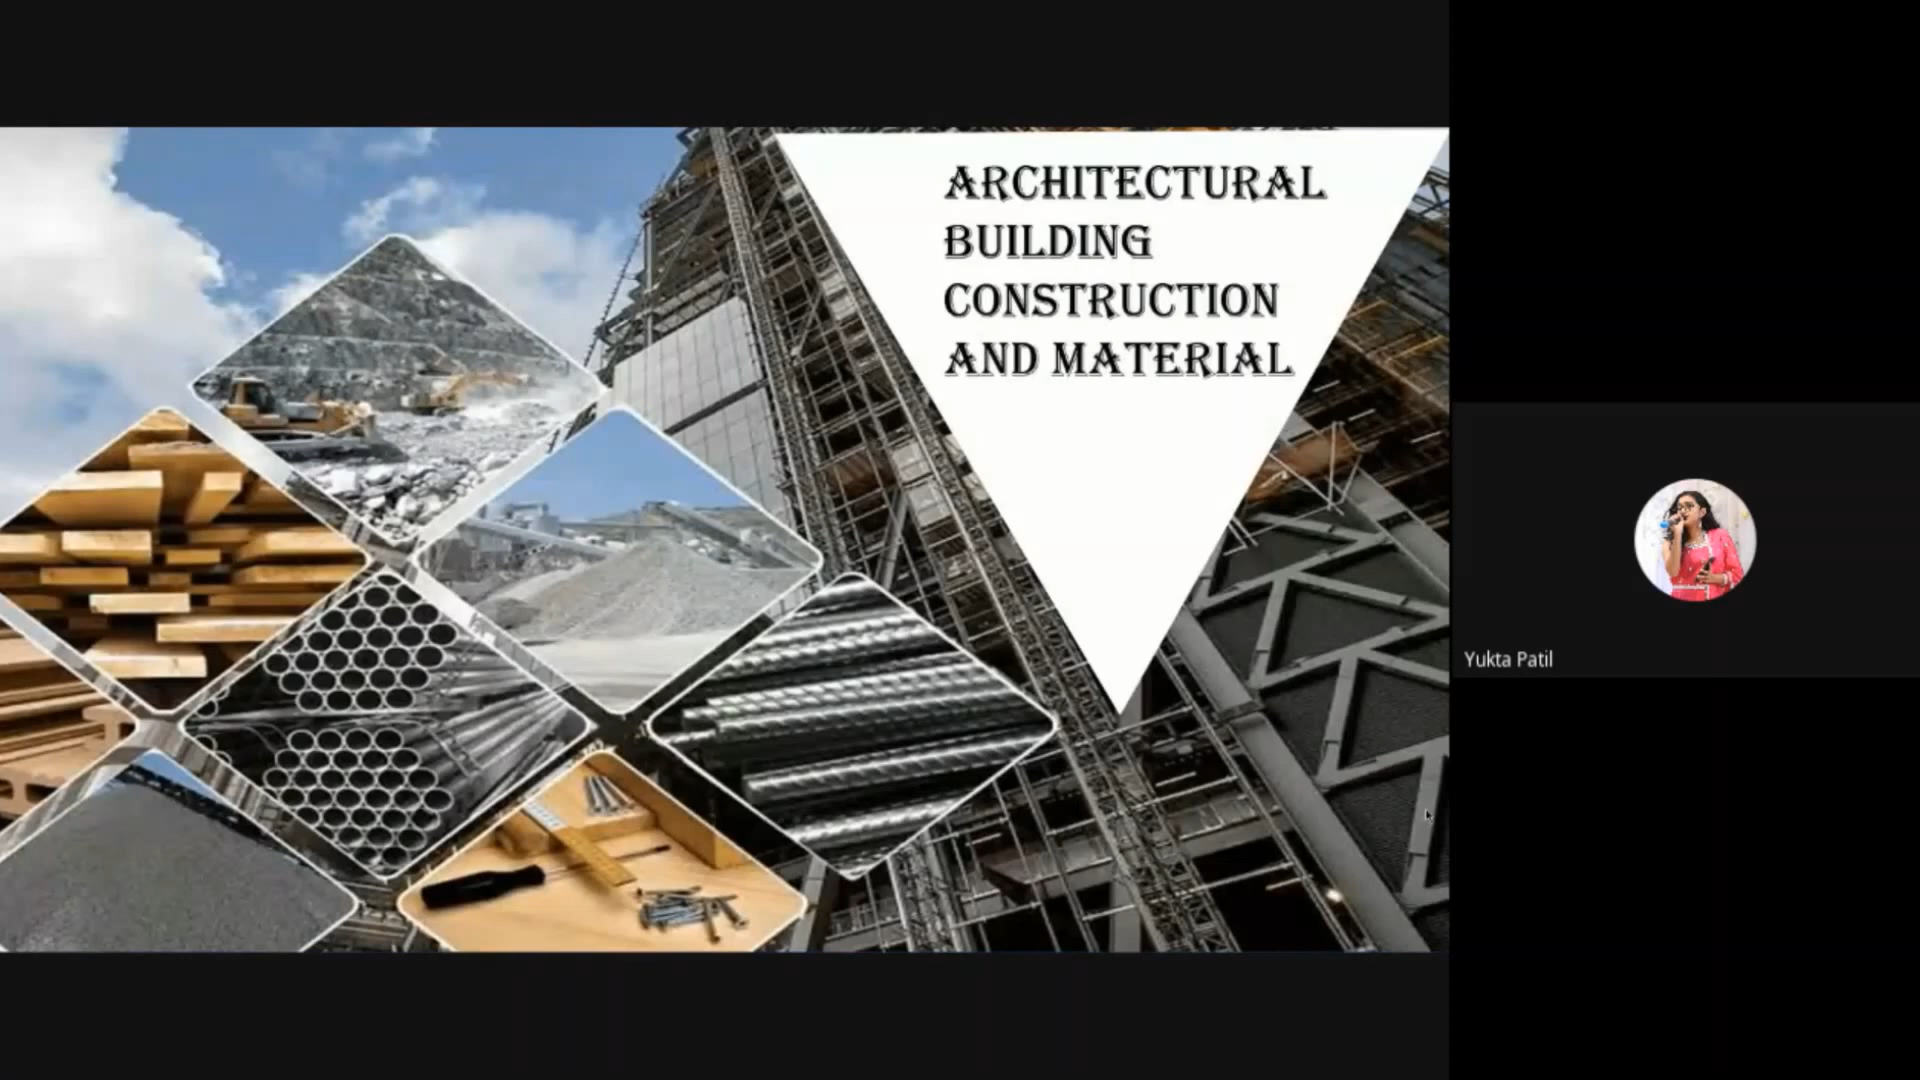 ARCHITECTURAL
BUILDING
CONSTRUCTION
AND MATERIAL
Yukta Patil